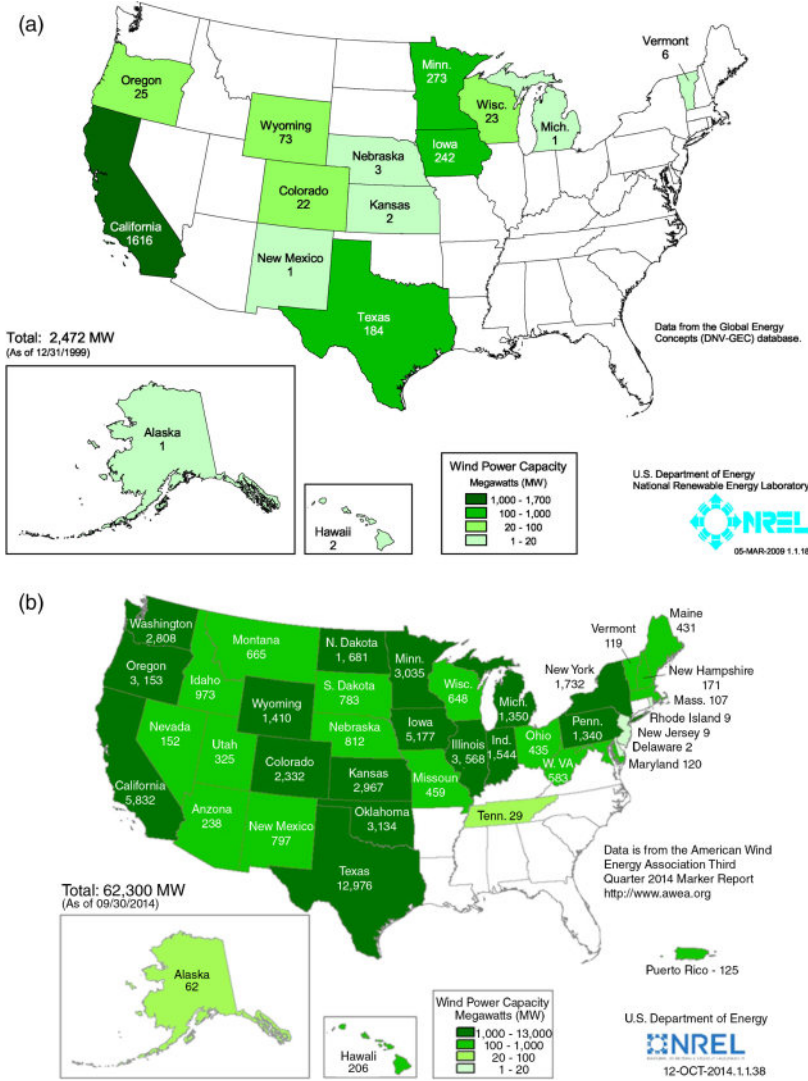 (a)
Vermont
6
Oregon
25
Minn.
273
Wisc.
23
Mich.
1
Wyoming
73
Iowa
242
Nebraska
3
Colorado
22
Kansas
2
California
1616
New Mexico
1
Texas
184
Total: 2,472 MW
(As of 12/31/1999)
Data from the Global Energy
Concepts (DNV-GEC) database.
Alaska
1
Hawaii
2
Wind Power Capacity
Megawatts (MW)
1,000 - 1,700
100 - 1,000
20 - 100
1 - 20
U.S. Department of Energy
National Renewable Energy Laboratory
NREL
05-MAR-2009 1.1.18
(b)
Washington
2,808
Montana
665
N. Dakota
1, 681
Minn.
3,035
Vermont
119
Maine
431
Oregon
3, 153
Idaho
973
S. Dakota
783
Wisc.
648
New York
1,732
New Hampshire
171
Mass. 107
Wyoming
1,410
Mich.
1,350
Rhode Island 9
Nevada
152
Utah
325
Nebraska
812
Iowa
5,177
Illinois
3, 568
Ind.
1,544
Ohio
435
Penn.
1,340
New Jersey 9
Delaware 2
Maryland 120
W. VA
583
California
5,832
Colorado
2,332
Kansas
2,967
Missoun
459
Anzona
238
New Mexico
797
Oklahoma
3,134
Tenn. 29
Texas
12,976
Data is from the American Wind
Energy Association Third
Quarter 2014 Marker Report
http://www.awea.org
Total: 62,300 MW
(As of 09/30/2014)
Alaska
62
Hawali
206
Wind Power Capacity
Megawatts (MW)
1,000 - 13,000
100 - 1,000
20 - 100
1 - 20
Puerto Rico - 125
U.S. Department of Energy
NREL
12-OCT-2014.1.1.38